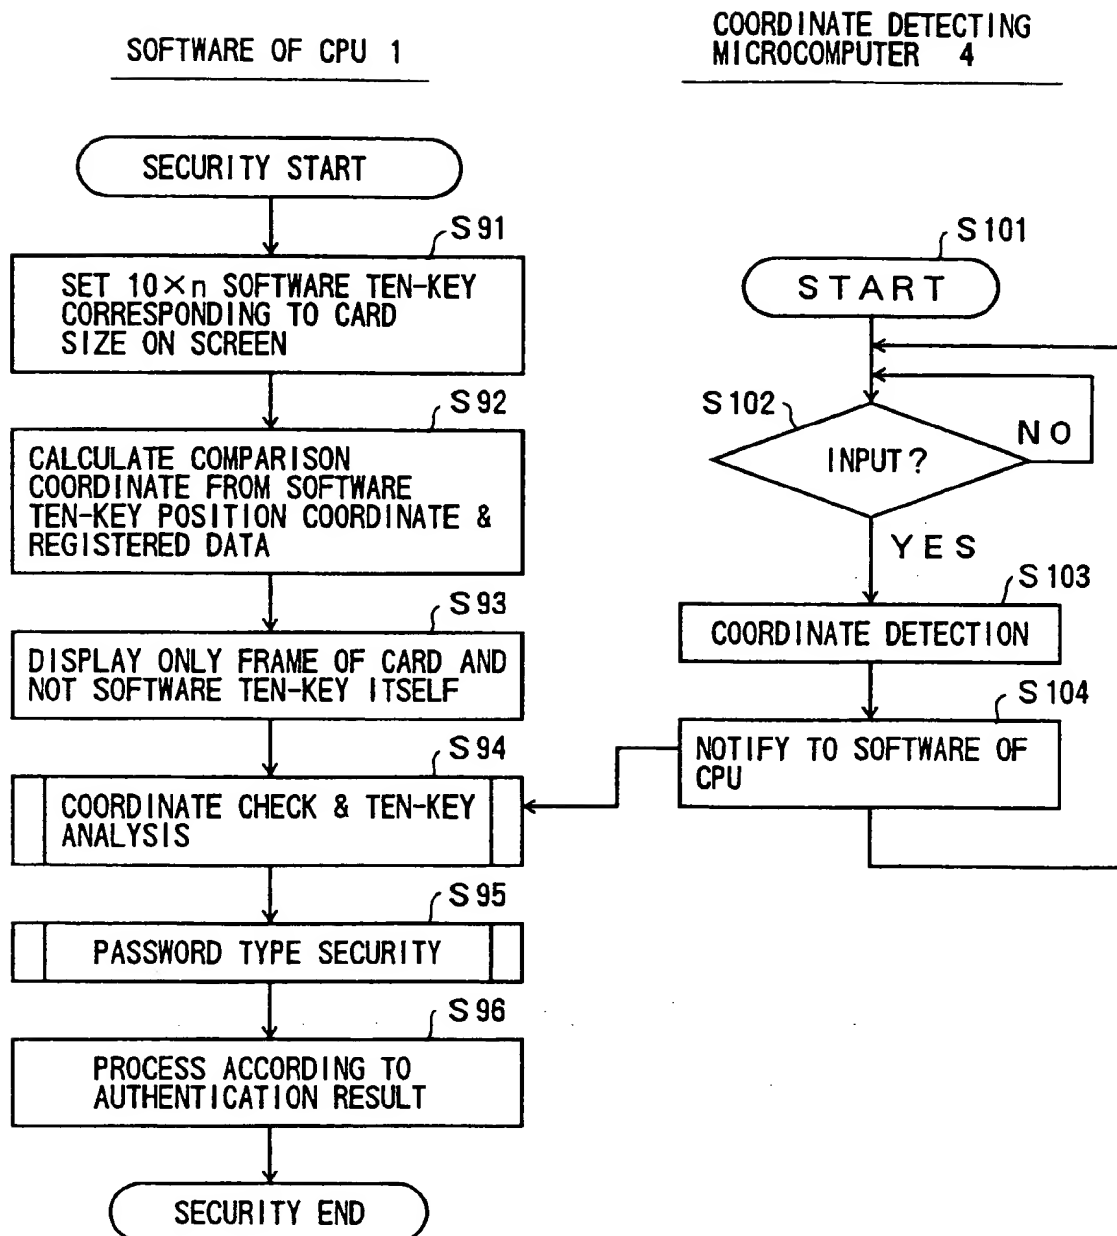 SOFTWARE OF CPU 1
SECURITY START
S91
SET 10×n SOFTWARE TEN-KEY
CORRESPONDING TO CARD
SIZE ON SCREEN
S92
CALCULATE COMPARISON
COORDINATE FROM SOFTWARE
TEN-KEY POSITION COORDINATE &
REGISTERED DATA
S93
DISPLAY ONLY FRAME OF CARD AND
NOT SOFTWARE TEN-KEY ITSELF
S94
COORDINATE CHECK & TEN-KEY
ANALYSIS
S95
PASSWORD TYPE SECURITY
S96
PROCESS ACCORDING TO
AUTHENTICATION RESULT
SECURITY END
COORDINATE DETECTING
MICROCOMPUTER 4
S101
START
S102
INPUT?
NO
YES
S103
COORDINATE DETECTION
S104
NOTIFY TO SOFTWARE OF
CPU